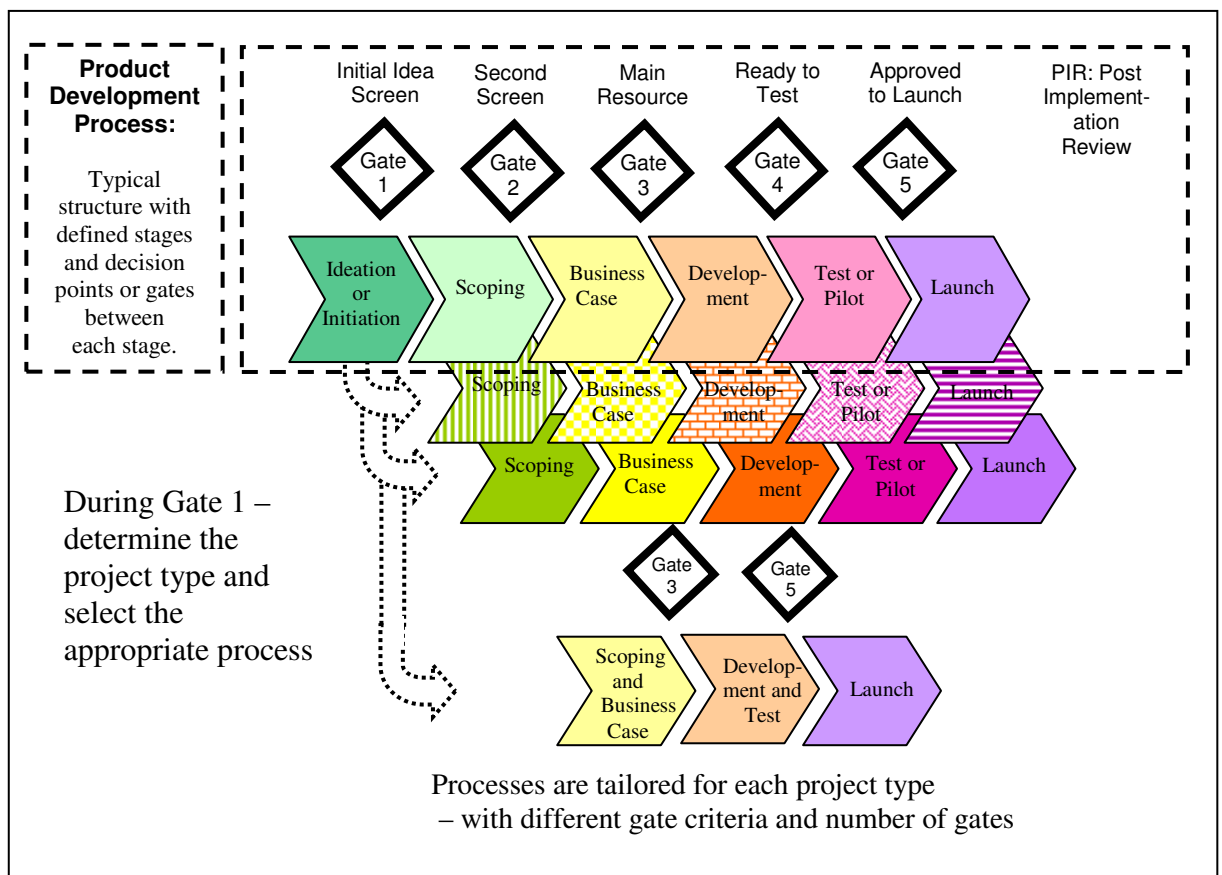 Product
Development
Process:
Typical
structure with
defined stages
and decision
points or gates
between
each stage.
Initial Idea
Screen
Second
Screen
Main
Resource
Ready to
Test
Approved
to Launch
PIR: Post
Implement-
ation
Review
Gate
1
Gate
2
Gate
3
Gate
4
Gate
5
Ideation
or
Initiation
Scoping
Business
Case
Develop-
ment
Test or
Pilot
Launch
Scoping
Business
Case
Develop-
ment
Test or
Pilot
Launch
Scoping
Business
Case
Develop-
ment
Test or
Pilot
Launch
During Gate 1 –
determine the
project type and
select the
appropriate process
Gate
3
Gate
5
Scoping
and
Business
Case
Develop-
ment and
Test
Launch
Processes are tailored for each project type
– with different gate criteria and number of gates